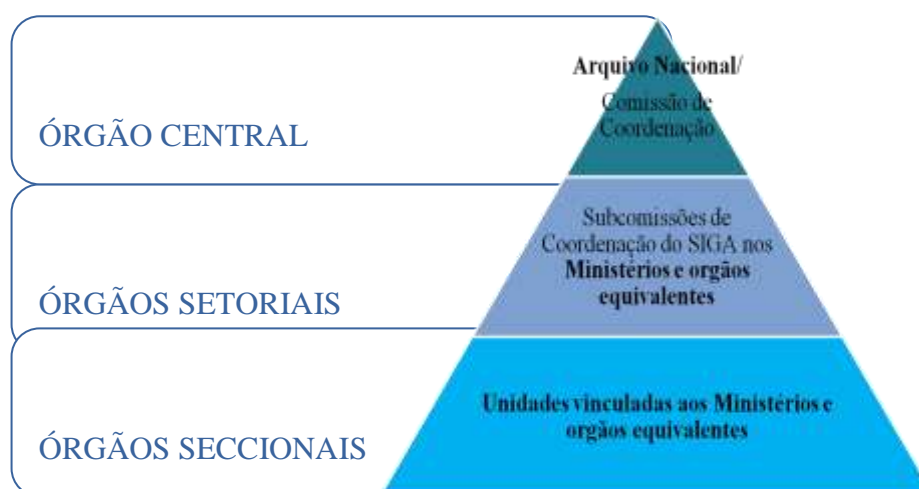 Arquivo Nacional/
Comissão de
Coordenação
ÓRGÃO CENTRAL
Subcomissões de
Coordenação do SIGA nos
Ministérios e orgãos
equivalentes
ÓRGÃOS SETORIAIS
Unidades vinculadas aos Ministérios e
orgãos equivalentes
ÓRGÃOS SECCIONAIS